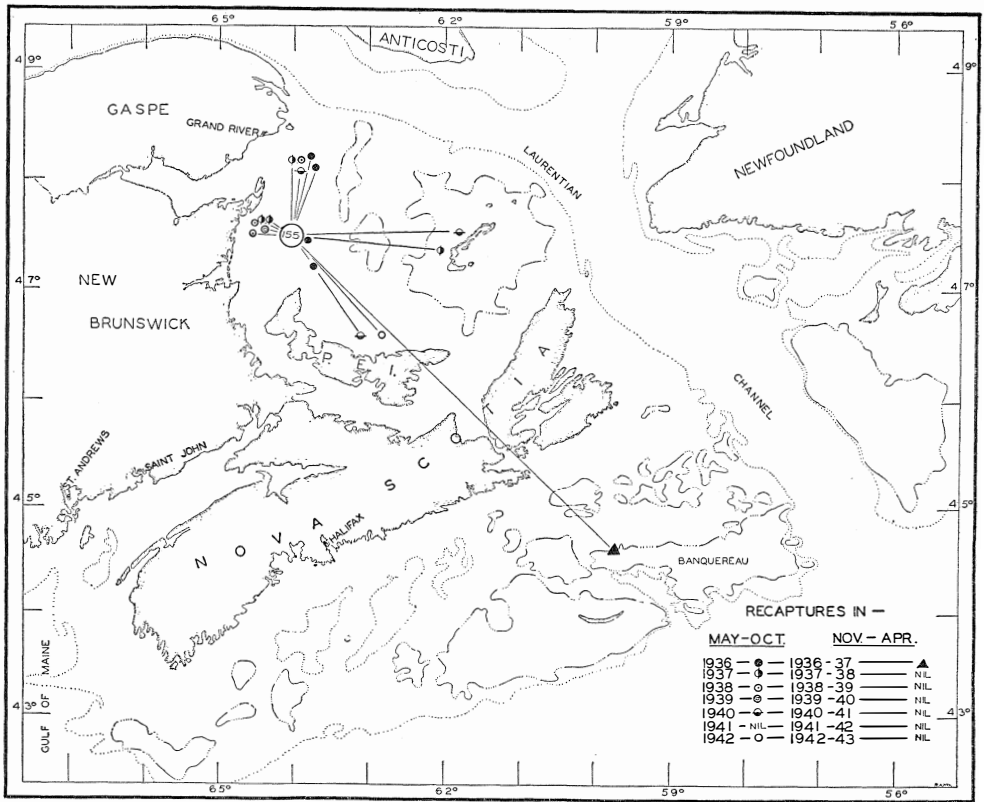 65° 62° 59° 56°
49° 49°
ANTICOSTI
GASPE
GRAND RIVER
LAURENTIAN
NEWFOUNDLAND
155
NEW
BRUNSWICK
47° 47°
P. E. I.
CHANNEL
ST. ANDREWS
SAINT JOHN
NOVA SCOTIA
HALIFAX
45° 45°
BANQUEREAU
GULF OF MAINE
RECAPTURES IN —
MAY-OCT. NOV. — APR.
1936 — 1936-37 —
1937 — 1937-38 — NIL
1938 — 1938-39 — NIL
1939 — 1939-40 — NIL
1940 — 1940-41 — NIL
1941 — NIL — 1941-42 — NIL
1942 — 1942-43 — NIL
43° 43°
65° 62° 59° 56°